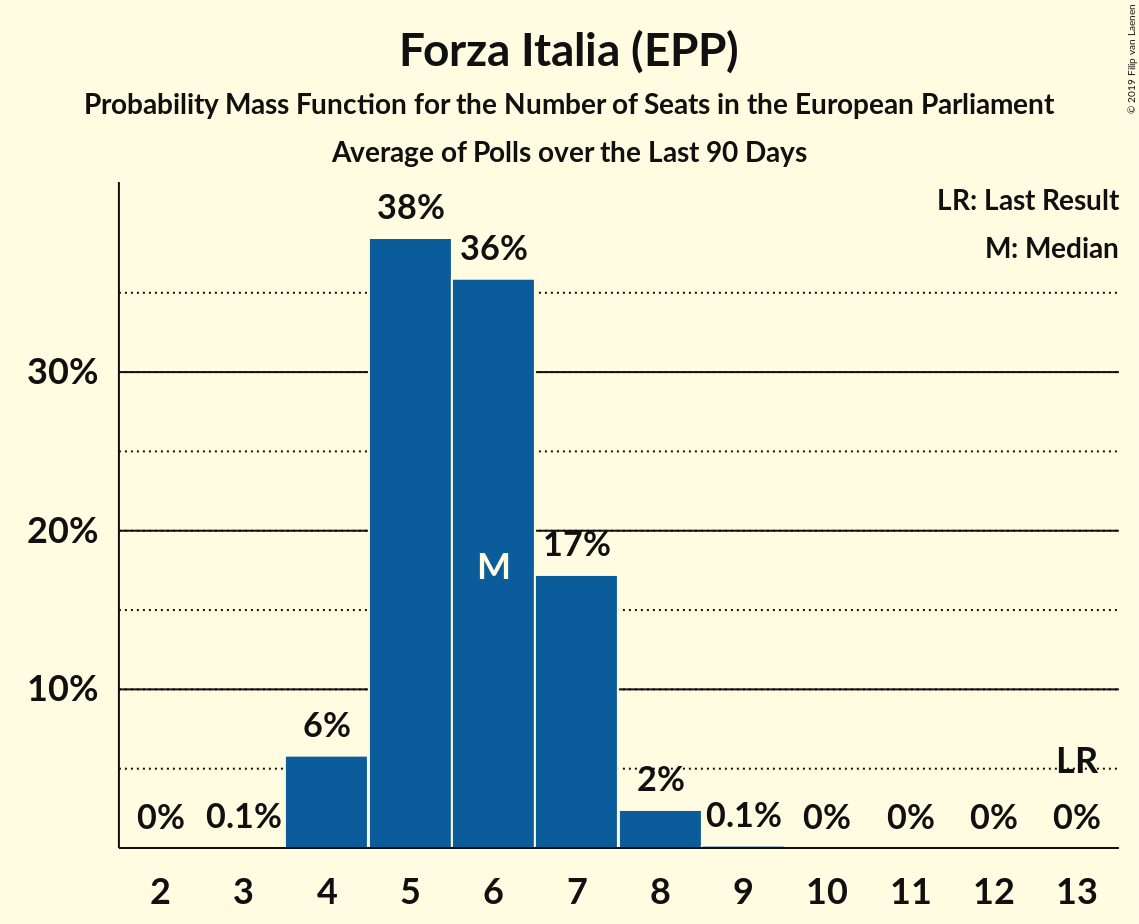 Forza Italia (EPP)
Probability Mass Function for the Number of Seats in the European Parliament
Average of Polls over the Last 90 Days
© 2019 Filip van Laenen
LR: Last Result
M: Median
38%
36%
30%
20%
17%
M
10%
6%
LR
2%
0% 0.1% 0.1% 0% 0% 0% 0%
2 3 4 5 6 7 8 9 10 11 12 13